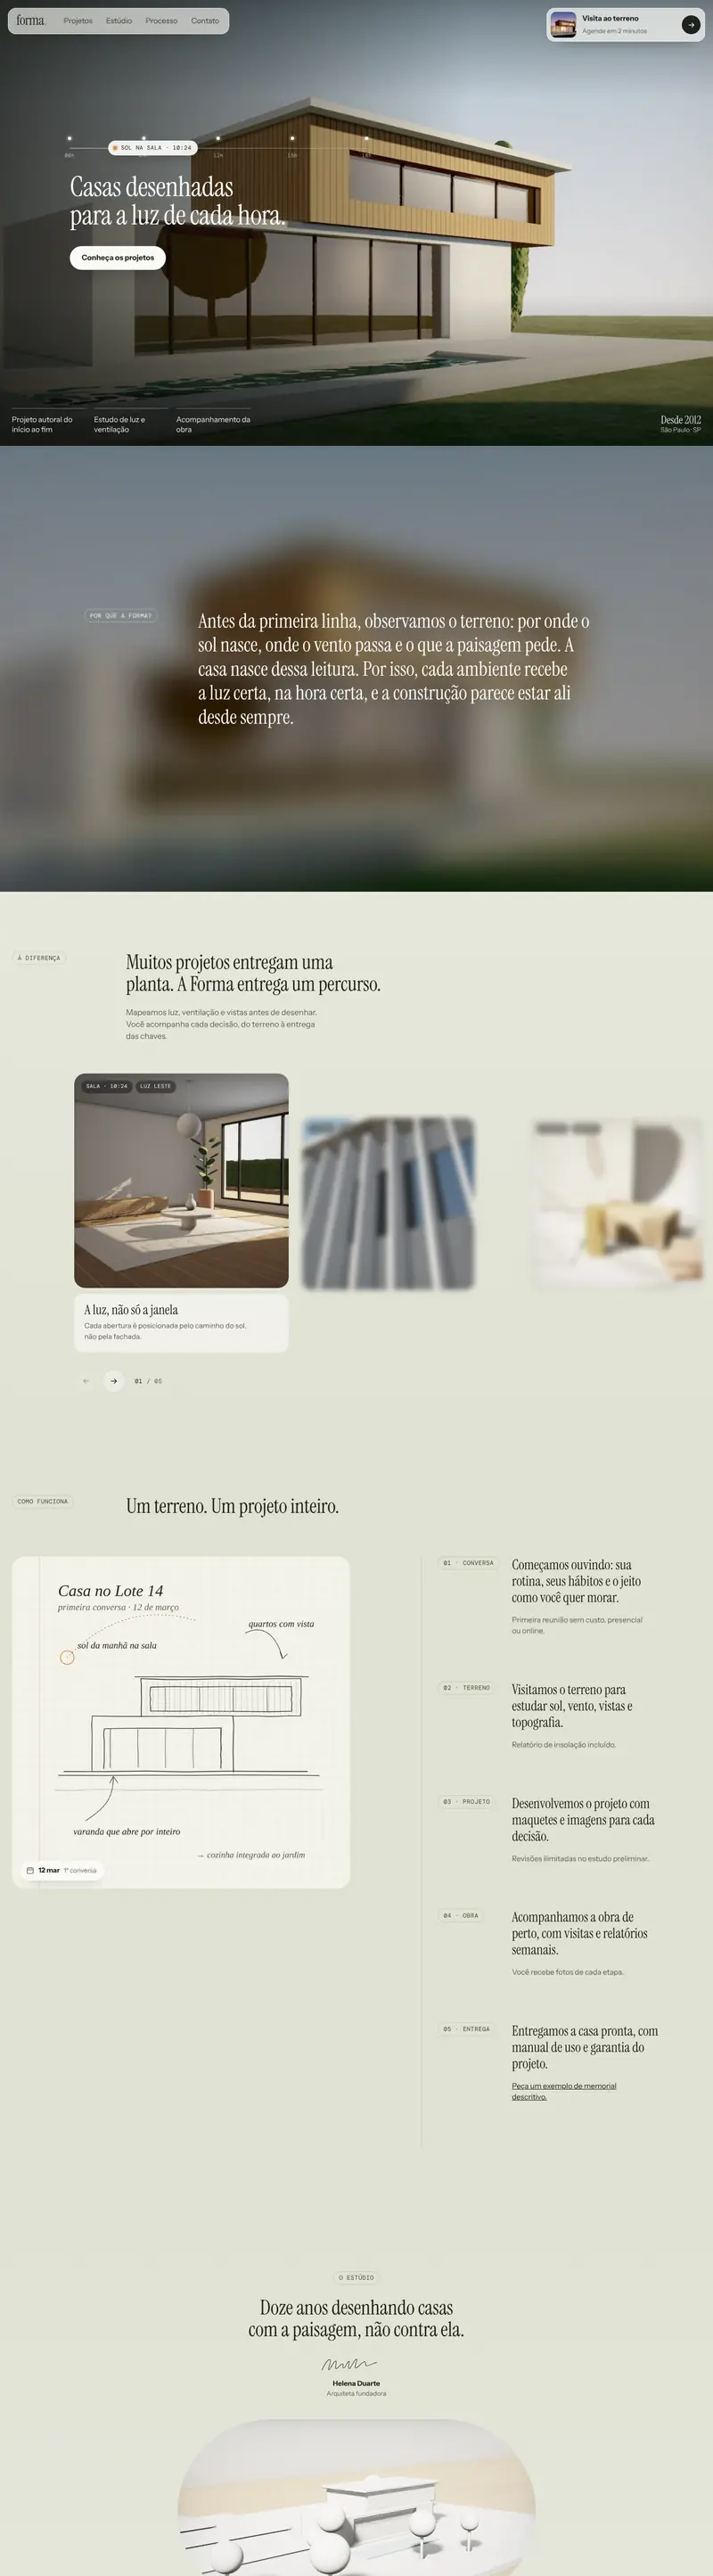 forma.
Projetos
Estúdio
Processo
Contato
Visita ao terreno
Agende em 2 minutos
SOL NA SALA · 10:24
12h
Casas desenhadas
para a luz de cada hora.
Conheça os projetos
Projeto autoral do
início ao fim
Estudo de luz e
ventilação
Acompanhamento da
obra
Desde 2012
São Paulo · SP
POR QUE A FORMA?
Antes da primeira linha, observamos o terreno: por onde o
sol nasce, onde o vento passa e o que a paisagem pede. A
casa nasce dessa leitura. Por isso, cada ambiente recebe
a luz certa, na hora certa, e a construção parece estar ali
desde sempre.
A DIFERENÇA
Muitos projetos entregam uma
planta. A Forma entrega um percurso.
Mapeamos luz, ventilação e vistas antes de desenhar.
Você acompanha cada decisão, do terreno à entrega
das chaves.
SALA · 10:24
LUZ LESTE
A luz, não só a janela
Cada abertura é posicionada pelo caminho do sol,
não pela fachada.
01 / 05
COMO FUNCIONA
Um terreno. Um projeto inteiro.
Casa no Lote 14
primeira conversa · 12 de março
quartos com vista
sol da manhã na sala
varanda que abre por inteiro
→ cozinha integrada ao jardim
12 mar 1ª conversa
01 · CONVERSA
Começamos ouvindo: sua
rotina, seus hábitos e o jeito
como você quer morar.
Primeira reunião sem custo, presencial
ou online.
02 · TERRENO
Visitamos o terreno para
estudar sol, vento, vistas e
topografia.
Relatório de insolação incluído.
03 · PROJETO
Desenvolvemos o projeto com
maquetes e imagens para cada
decisão.
Revisões ilimitadas no estudo preliminar.
04 · OBRA
Acompanhamos a obra de
perto, com visitas e relatórios
semanais.
Você recebe fotos de cada etapa.
05 · ENTREGA
Entregamos a casa pronta, com
manual de uso e garantia do
projeto.
Peça um exemplo de memorial
descritivo.
O ESTÚDIO
Doze anos desenhando casas
com a paisagem, não contra ela.
Helena Duarte
Arquiteta fundadora